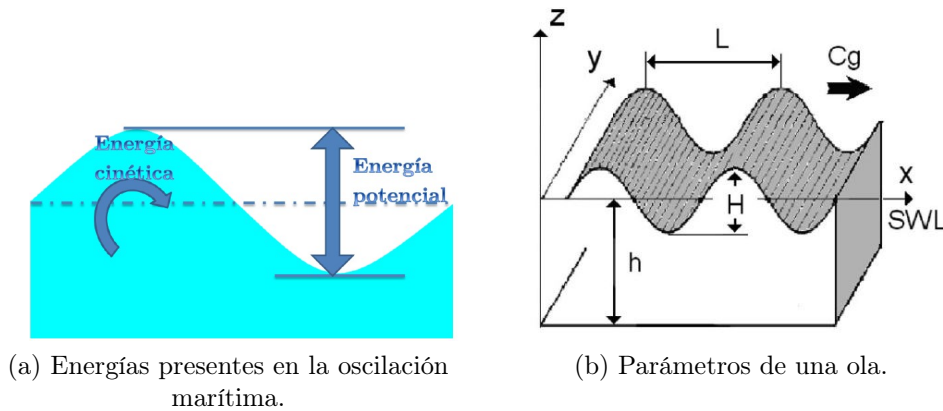 Energía
cinética
Energía
potencial
(a) Energías presentes en la oscilación
marítima.
z
L
Cg
y
x
H
SWL
h
(b) Parámetros de una ola.